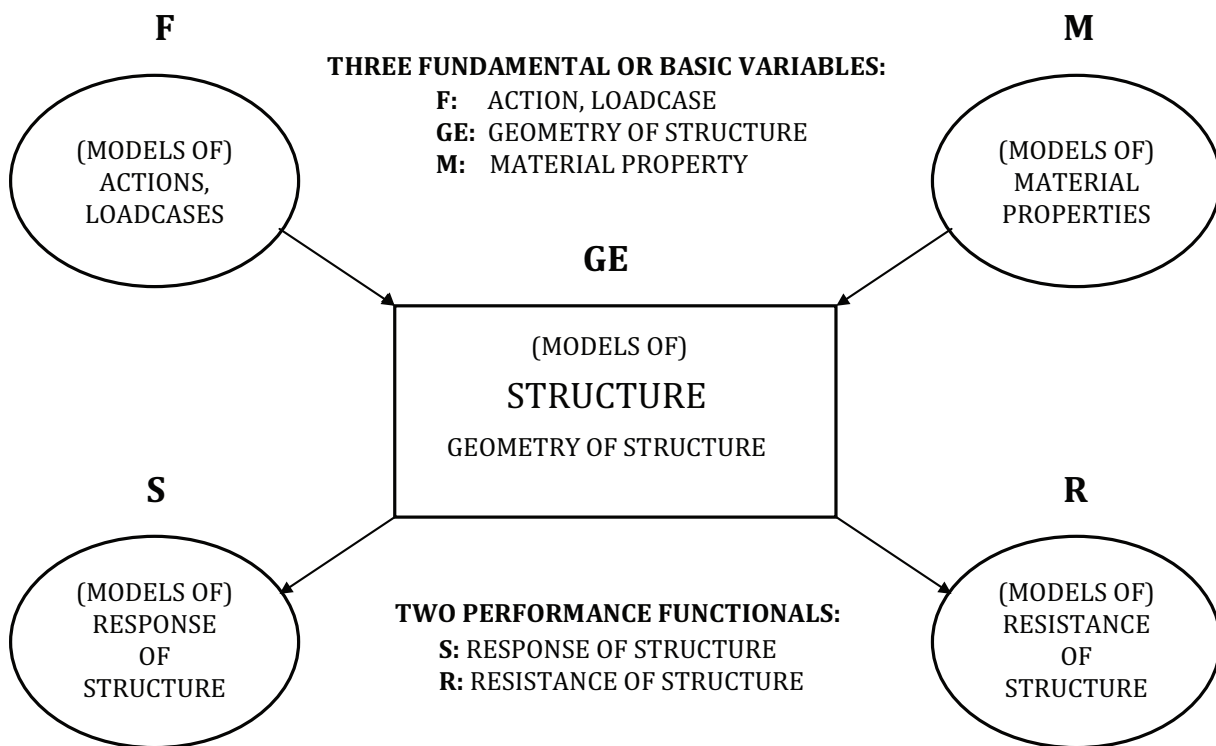 F
M
THREE FUNDAMENTAL OR BASIC VARIABLES:
F: ACTION, LOADCASE
GE: GEOMETRY OF STRUCTURE
M: MATERIAL PROPERTY
(MODELS OF)
ACTIONS,
LOADCASES
(MODELS OF)
MATERIAL
PROPERTIES
GE
(MODELS OF)
STRUCTURE
GEOMETRY OF STRUCTURE
S
R
(MODELS OF)
RESPONSE
OF
STRUCTURE
TWO PERFORMANCE FUNCTIONALS:
S: RESPONSE OF STRUCTURE
R: RESISTANCE OF STRUCTURE
(MODELS OF)
RESISTANCE
OF
STRUCTURE